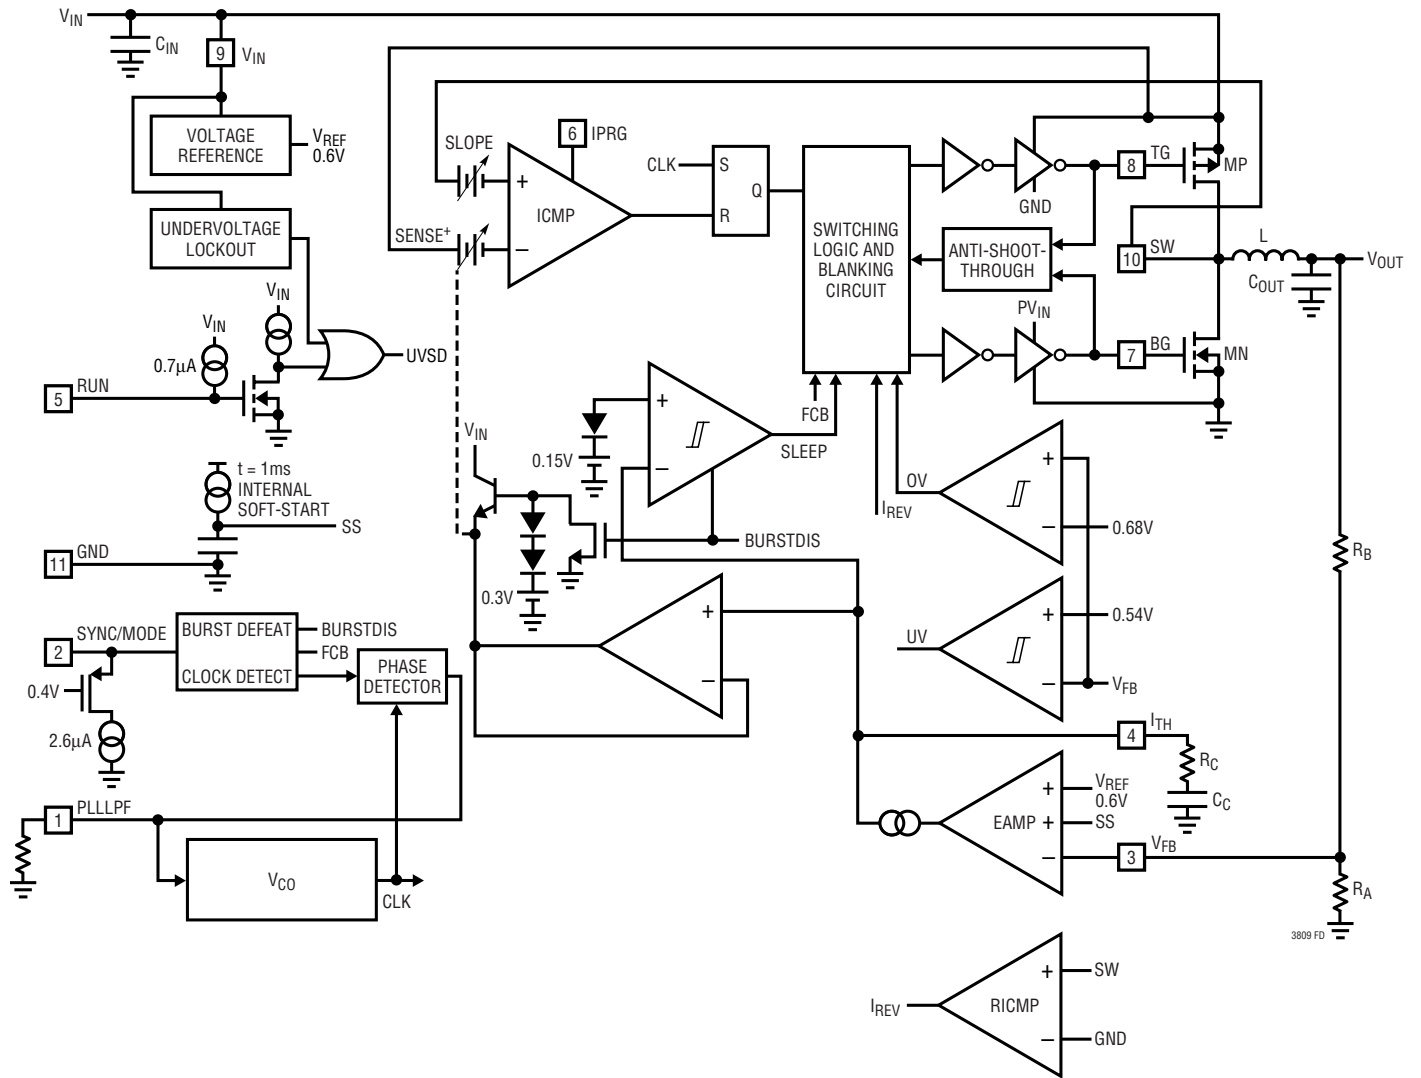 VIN
CIN
9
VIN
VOLTAGE
REFERENCE
VREF
0.6V
UNDERVOLTAGE
LOCKOUT
VIN
VIN
0.7µA
UVSD
5
RUN
t = 1ms
INTERNAL
SOFT-START
SS
11
GND
2
SYNC/MODE
BURST DEFEAT
CLOCK DETECT
BURSTDIS
FCB
PHASE
DETECTOR
0.4V
2.6µA
1
PLLLPF
VCO
CLK
SLOPE
6
IPRG
+
ICMP
SENSE+
–
CLK
S
Q
R
SWITCHING
LOGIC AND
BLANKING
CIRCUIT
GND
ANTI-SHOOT-
THROUGH
PVIN
8
TG
MP
10
SW
L
VOUT
COUT
7
BG
MN
FCB
SLEEP
IREV
OV
+
–
0.15V
VIN
BURSTDIS
0.3V
+
–
+
–
0.68V
UV
+
–
0.54V
VFB
RB
4
ITH
RC
CC
EAMP
+
+
–
VREF
0.6V
SS
3
VFB
RA
3809 FD
IREV
RICMP
+
–
SW
GND